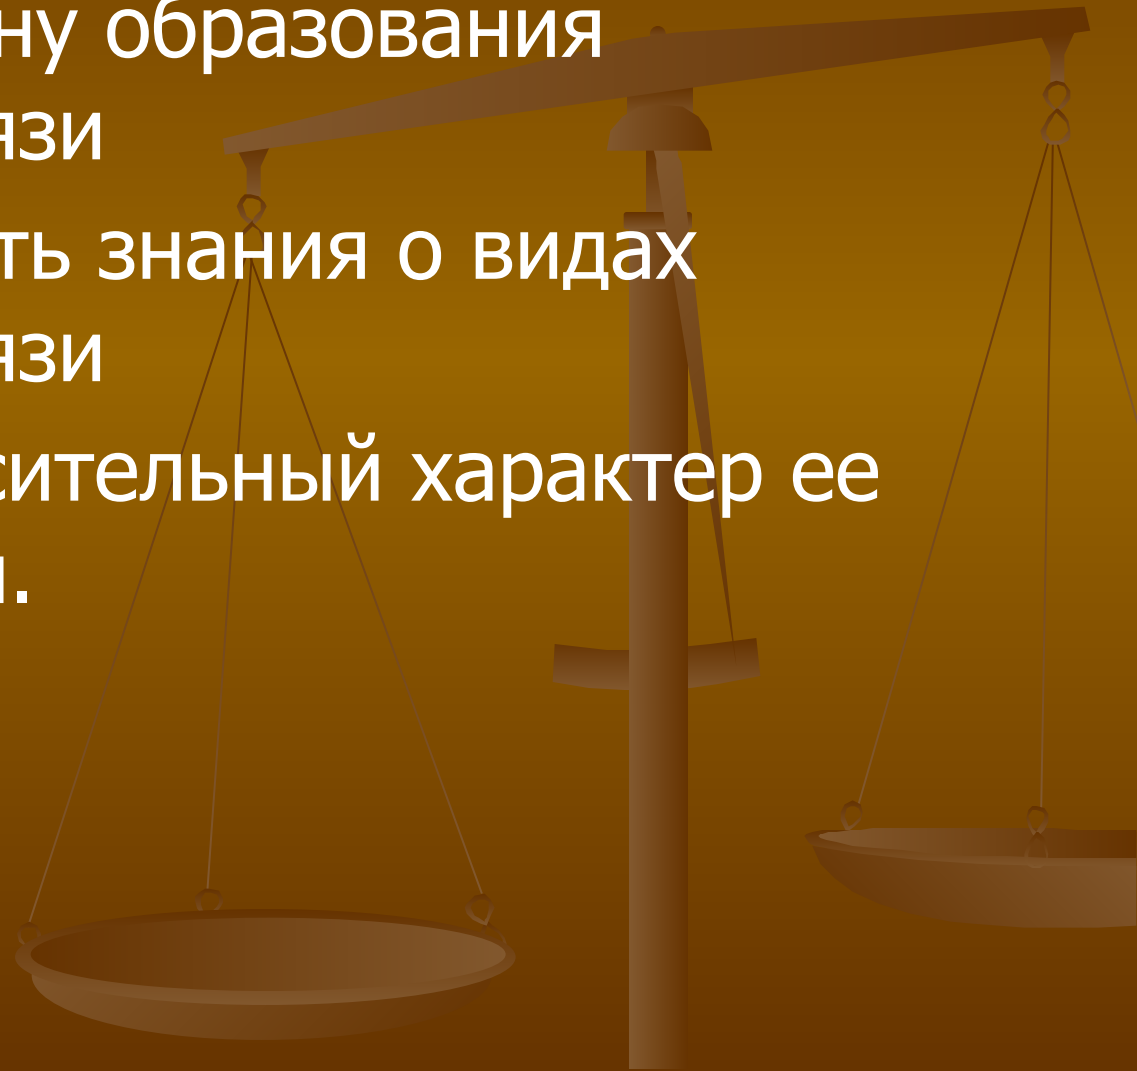 ну образования
язи
ть знания о видах
язи
сительный характер ее
.